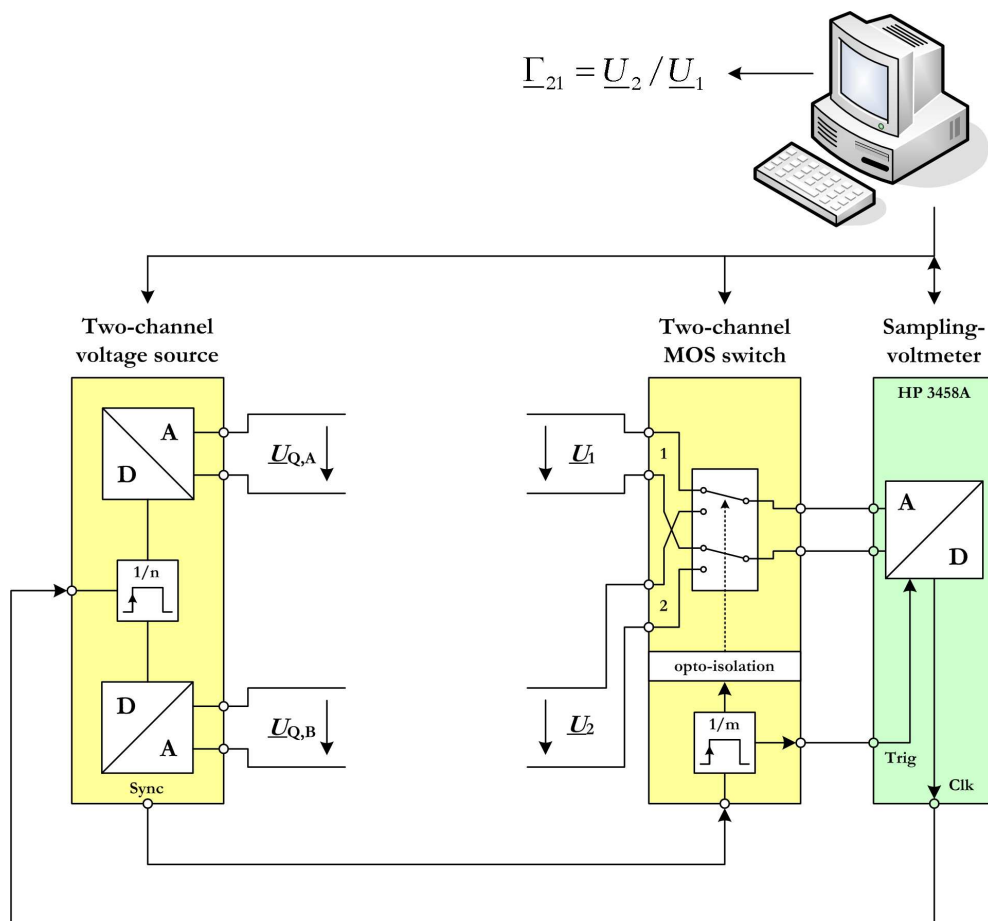 Γ21 = U2 / U1
Two-channel
voltage source
Two-channel
MOS switch
Sampling-
voltmeter
HP 3458A
A
D
UQ,A
U1
1
A
D
1/n
2
opto-isolation
D
A
UQ,B
U2
1/m
Trig
Sync
Clk